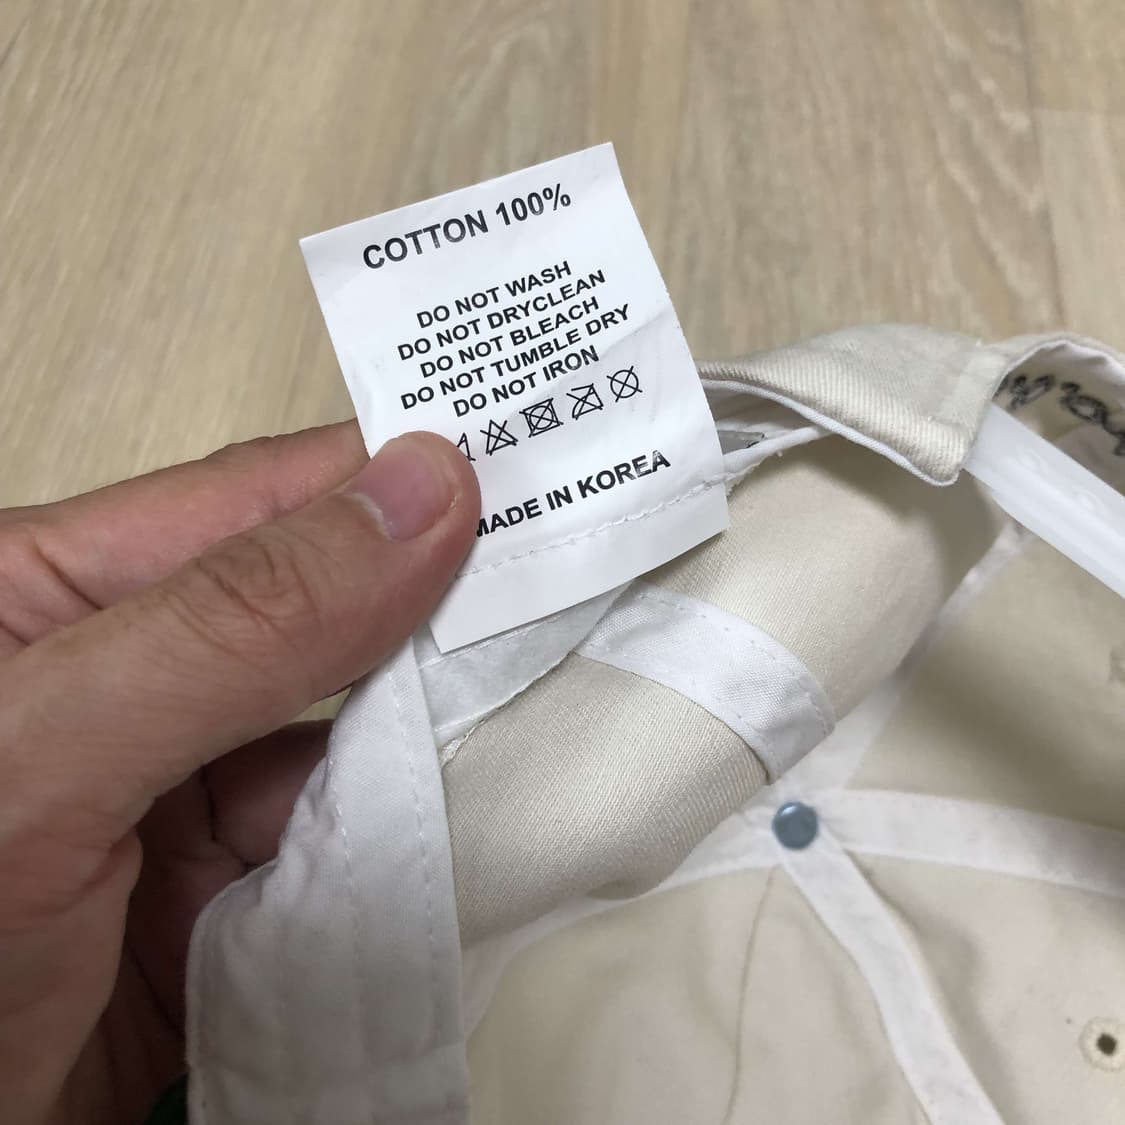 COTTON 100%
DO NOT WASH
DO NOT DRYCLEAN
DO NOT BLEACH
DO NOT TUMBLE DRY
DO NOT IRON
MADE IN KOREA